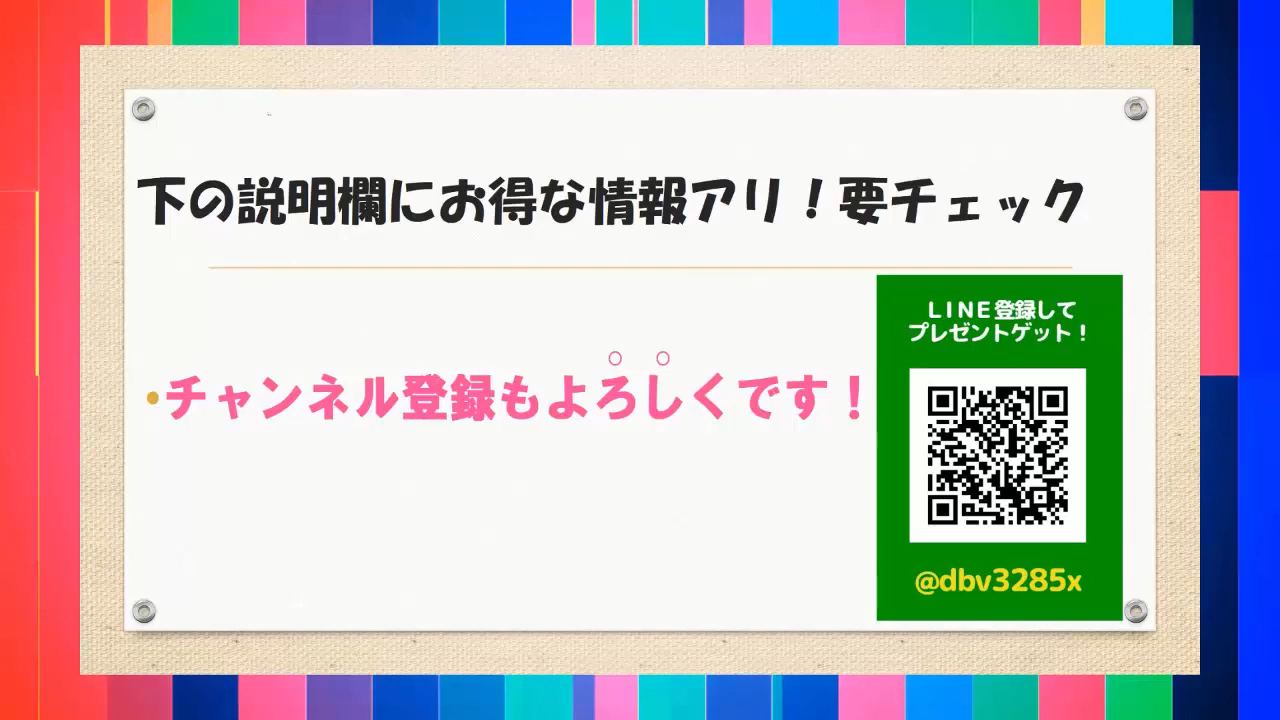 下の説明欄にお得な情報アリ！要チェック
•チャンネル登録もよろしくです！
LINE登録して
プレゼントゲット！
@dbv3285x